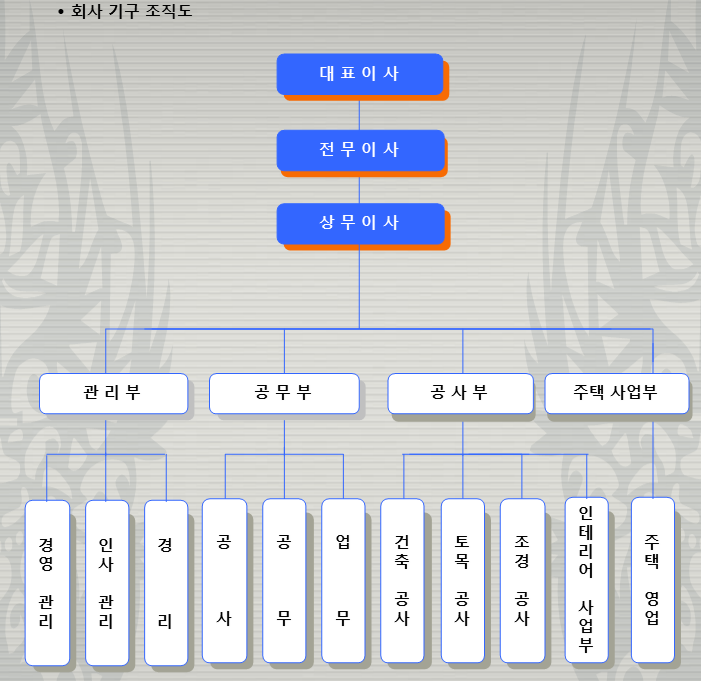 • 회사 기구 조직도
대 표 이 사
전 무 이 사
상 무 이 사
관 리 부
공 무 부
공 사 부
주택 사업부
경영 관리
인사 관리
경 리
공 사
공 무
업 무
건축 공사
토목 공사
조경 공사
인테리어 사업부
주택 영업